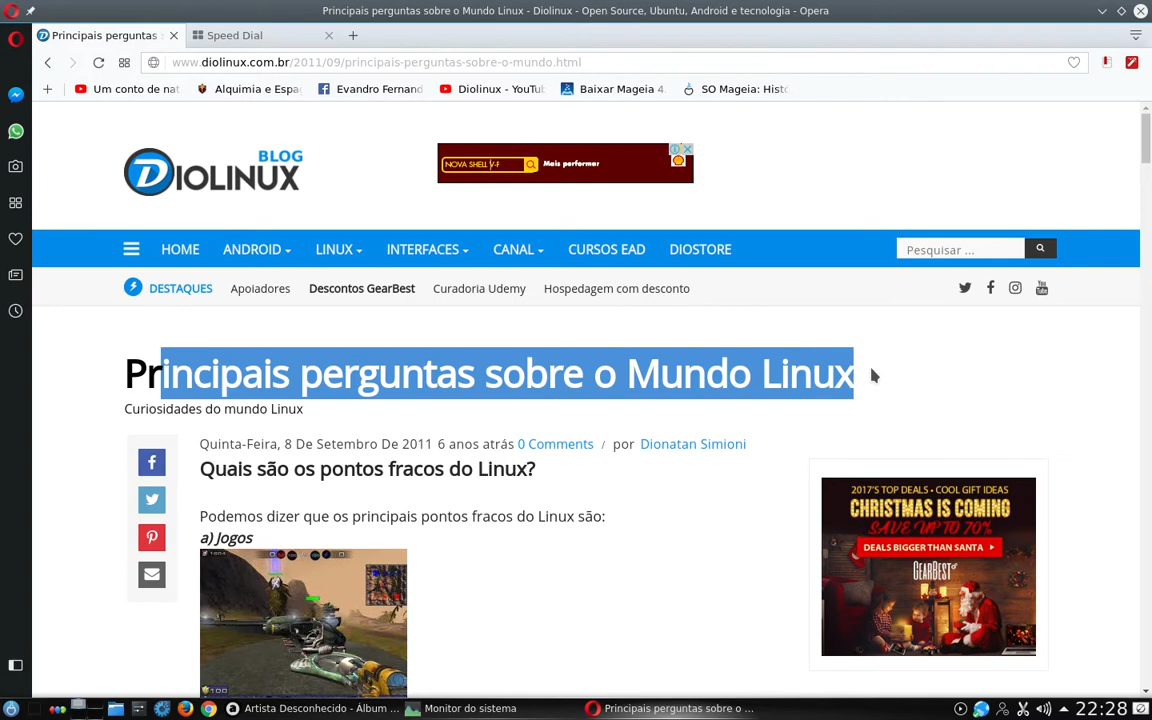 Principais perguntas sobre o Mundo Linux - Diolinux - Open Source, Ubuntu, Android e tecnologia - Opera
Principais perguntas
Speed Dial
www.diolinux.com.br/2011/09/principais-perguntas-sobre-o-mundo.html
Um conto de nat
Alquimia e Espa
Evandro Fernand
Diolinux - YouTu
Baixar Mageia 4.
SO Mageia: Histo
DIOLINUX BLOG
NOVA SHELL V-P
Mais performar
HOME
ANDROID
LINUX
INTERFACES
CANAL
CURSOS EAD
DIOSTORE
Pesquisar ...
DESTAQUES
Apoiadores
Descontos GearBest
Curadoria Udemy
Hospedagem com desconto
You
Tube
Principais perguntas sobre o Mundo Linux
Curiosidades do mundo Linux
Quinta-Feira, 8 De Setembro De 2011 6 anos atrás 0 Comments / por Dionatan Simioni
Quais são os pontos fracos do Linux?
Podemos dizer que os principais pontos fracos do Linux são:
a) Jogos
100
2017'S TOP DEALS • COOL GIFT IDEAS
CHRISTMAS IS COMING
SAVE UP TO 70%
DEALS BIGGER THAN SANTA
GEARBEST
Artista Desconhecido - Álbum ...
Monitor do sistema
Principais perguntas sobre o ...
22:28